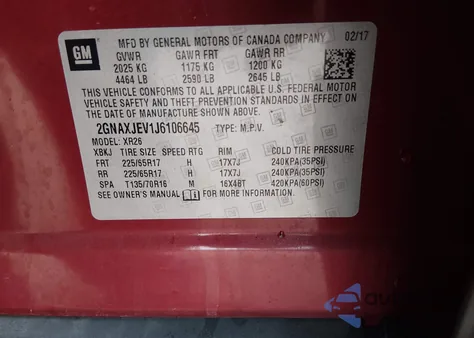 GM
MFD BY GENERAL MOTORS OF CANADA COMPANY 02/17
GVWR GAWR FRT GAWR RR
2025 KG 1175 KG 1200 KG
4464 LB 2590 LB 2645 LB
THIS VEHICLE CONFORMS TO ALL APPLICABLE U.S. FEDERAL MOTOR
VEHICLE SAFETY, BUMPER, AND THEFT PREVENTION STANDARDS IN
EFFECT ON THE DATE OF MANUFACTURE SHOWN ABOVE.
2GNAXJEV1J6106645 TYPE: M.P.V.
MODEL: XR26
XBKJ TIRE SIZE SPEED RTG RIM COLD TIRE PRESSURE
FRT 225/65R17 H 17X7J 240KPA(35PSI)
RR 225/65R17 H 17X7J 240KPA(35PSI)
SPA T135/70R16 M 16X4BT 420KPA(60PSI)
SEE OWNER'S MANUAL FOR MORE INFORMATION.